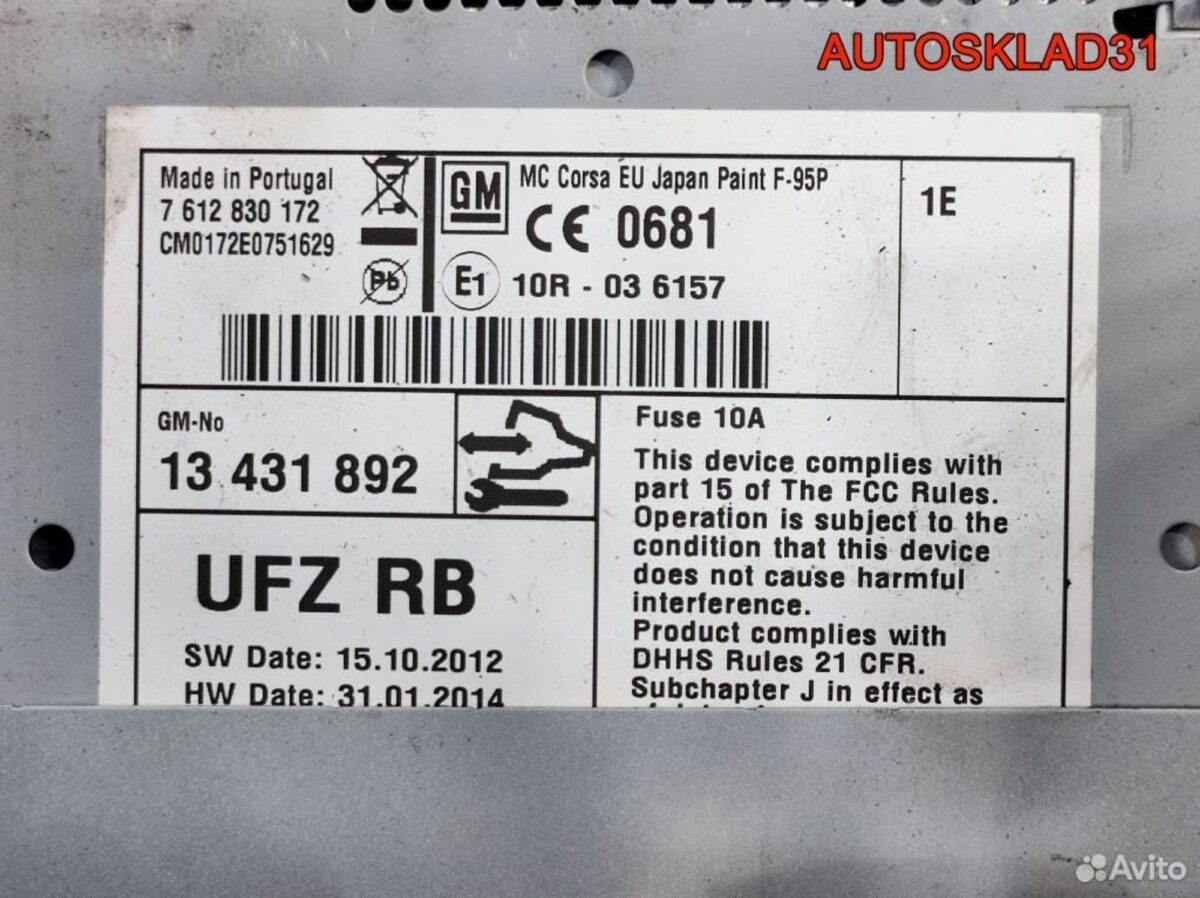 AUTOSKLAD31
Made in Portugal
7 612 830 172
CM0172E0751629
Pb
GM
MC Corsa EU Japan Paint F-95P
CE 0681
E1 10R - 03 6157
1E
GM-No
13 431 892
UFZ RB
SW Date: 15.10.2012
HW Date: 31.01.2014
Fuse 10A
This device complies with
part 15 of The FCC Rules.
Operation is subject to the
condition that this device
does not cause harmful
interference.
Product complies with
DHHS Rules 21 CFR.
Subchapter J in effect as
Avito